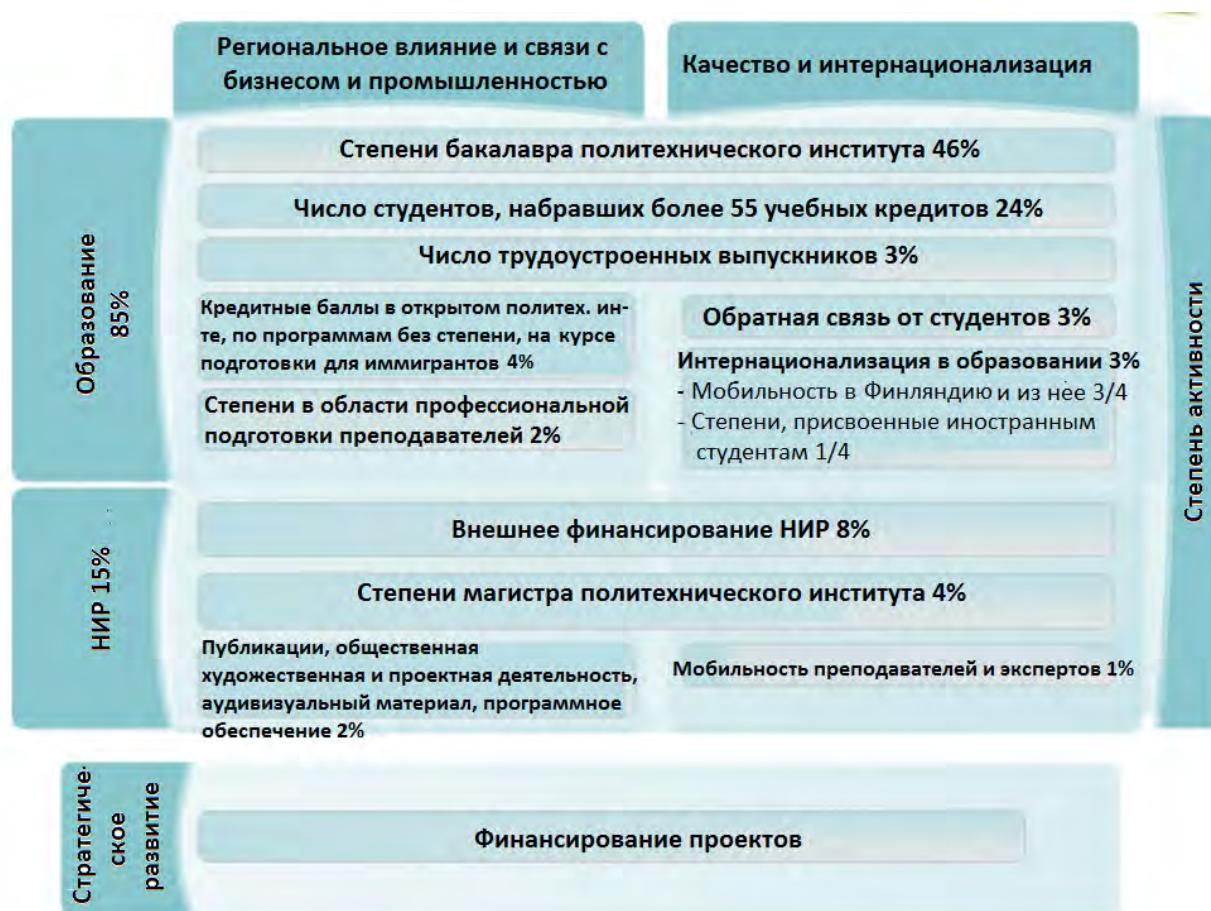 Региональное влияние и связи с
бизнесом и промышленностью
Качество и интернационализация
Образование
85%
Степени бакалавра политехнического института 46%
Число студентов, набравших более 55 учебных кредитов 24%
Число трудоустроенных выпускников 3%
Кредитные баллы в открытом политех. ин-
те, по программам без степени, на курсе
подготовки для иммигрантов 4%
Степени в области профессиональной
подготовки преподавателей 2%
Обратная связь от студентов 3%
Интернационализация в образовании 3%
- Мобильность в Финляндию и из нее 3/4
- Степени, присвоенные иностранным
студентам 1/4
Степень активности
НИР 15%
Внешнее финансирование НИР 8%
Степени магистра политехнического института 4%
Публикации, общественная
художественная и проектная деятельность,
аудивизуальный материал, программное
обеспечение 2%
Мобильность преподавателей и экспертов 1%
Стратегиче-
ское
развитие
Финансирование проектов